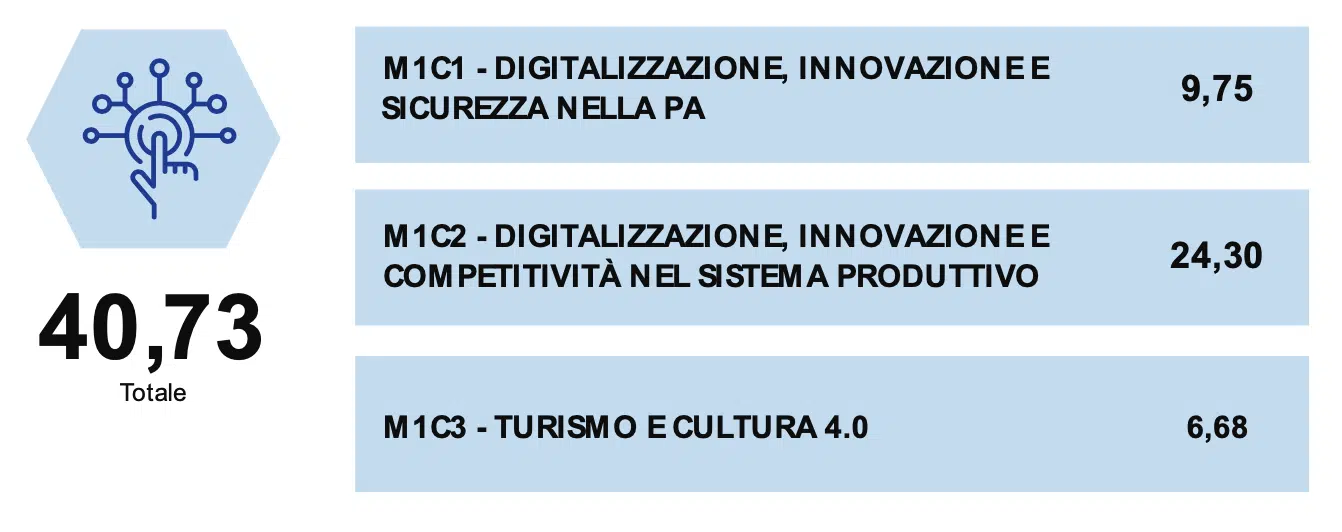 M1C1 - DIGITALIZZAZIONE, INNOVAZIONE E
SICUREZZA NELLA PA
9,75
M1C2 - DIGITALIZZAZIONE, INNOVAZIONE E
COMPETITIVITÀ NEL SISTEMA PRODUTTIVO
24,30
40,73
Totale
M1C3 - TURISMO E CULTURA 4.0
6,68